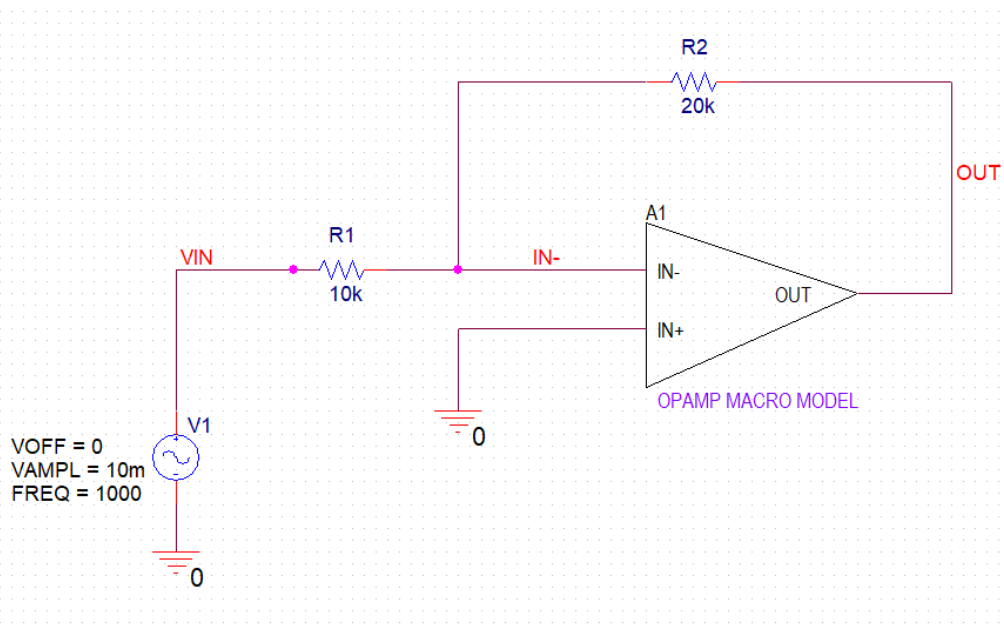 R2
20k
OUT
A1
R1
VIN
IN-
IN-
10k
OUT
IN+
OPAMP MACRO MODEL
V1
0
VOFF = 0
VAMPL = 10m
FREQ = 1000
0